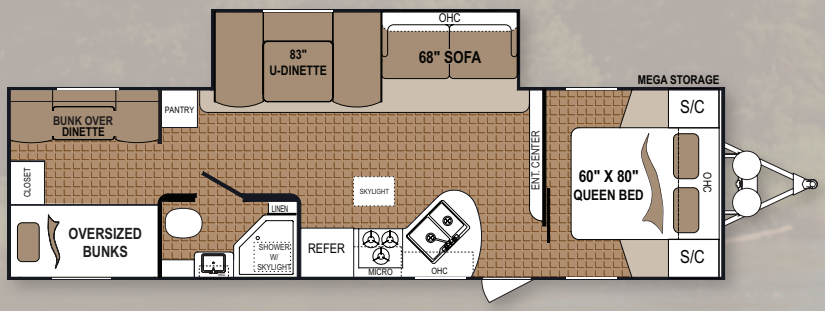 OHC
83"
U-DINETTE
68" SOFA
MEGA STORAGE
BUNK OVER
DINETTE
PANTRY
S/C
CLOSET
ENT. CENTER
60" X 80"
QUEEN BED
OHC
SKYLIGHT
LINEN
OVERSIZED
BUNKS
SHOWER
W/
SKYLIGHT
REFER
MICRO
OHC
S/C